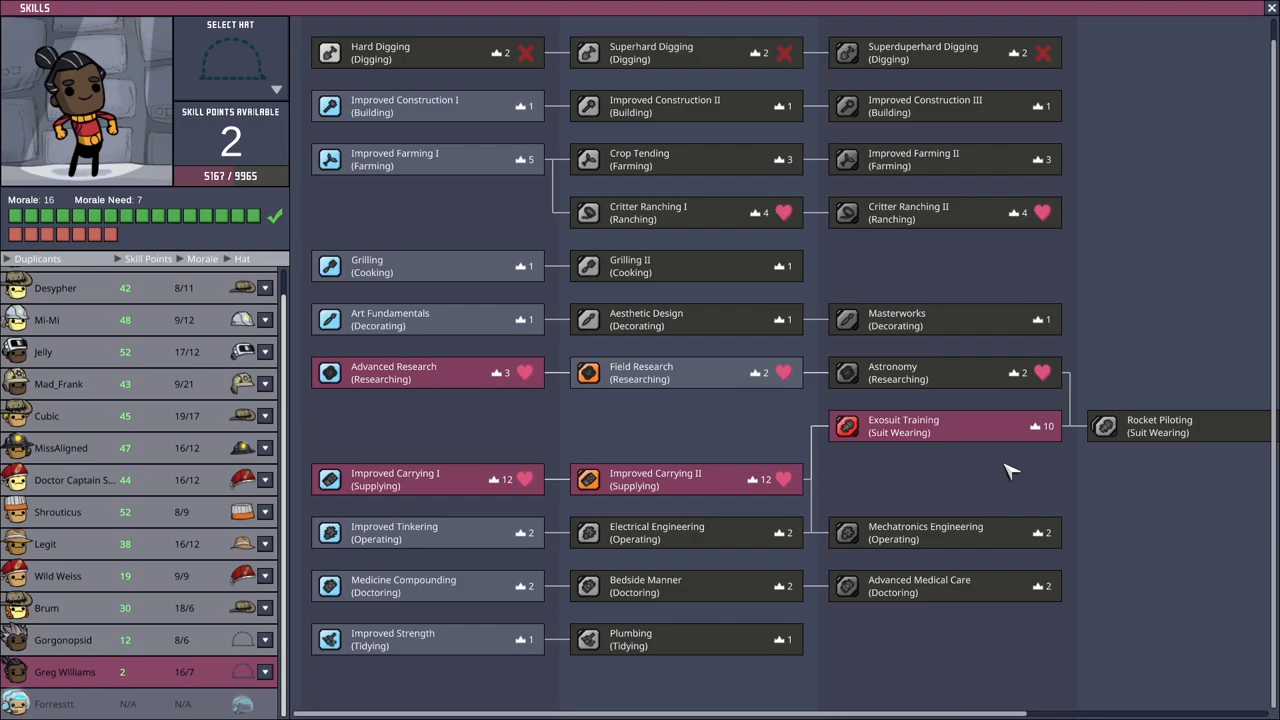 SKILLS
SELECT HAT
SKILL POINTS AVAILABLE
2
5167 / 9965
Morale: 16 Morale Need: 7
Duplicants Skill Points Morale Hat
Desypher 42 8/11
Mi-Mi 48 9/12
Jelly 52 17/12
Mad_Frank 43 9/21
Cubic 45 19/17
MissAligned 47 16/12
Doctor Captain S... 44 16/12
Shrouticus 52 8/9
Legit 38 16/12
Wild Weiss 19 9/9
Brum 30 18/6
Gorgonopsid 12 8/6
Greg Williams 2 16/7
Forresstt N/A N/A
Hard Digging
(Digging) 2
Superhard Digging
(Digging) 2
Superduperhard Digging
(Digging) 2
Improved Construction I
(Building) 1
Improved Construction II
(Building) 1
Improved Construction III
(Building) 1
Improved Farming I
(Farming) 5
Crop Tending
(Farming) 3
Improved Farming II
(Farming) 3
Critter Ranching I
(Ranching) 4
Critter Ranching II
(Ranching) 4
Grilling
(Cooking) 1
Grilling II
(Cooking) 1
Art Fundamentals
(Decorating) 1
Aesthetic Design
(Decorating) 1
Masterworks
(Decorating) 1
Advanced Research
(Researching) 3
Field Research
(Researching) 2
Astronomy
(Researching) 2
Exosuit Training
(Suit Wearing) 10
Rocket Piloting
(Suit Wearing)
Improved Carrying I
(Supplying) 12
Improved Carrying II
(Supplying) 12
Improved Tinkering
(Operating) 2
Electrical Engineering
(Operating) 2
Mechatronics Engineering
(Operating) 2
Medicine Compounding
(Doctoring) 2
Bedside Manner
(Doctoring) 2
Advanced Medical Care
(Doctoring) 2
Improved Strength
(Tidying) 1
Plumbing
(Tidying) 1